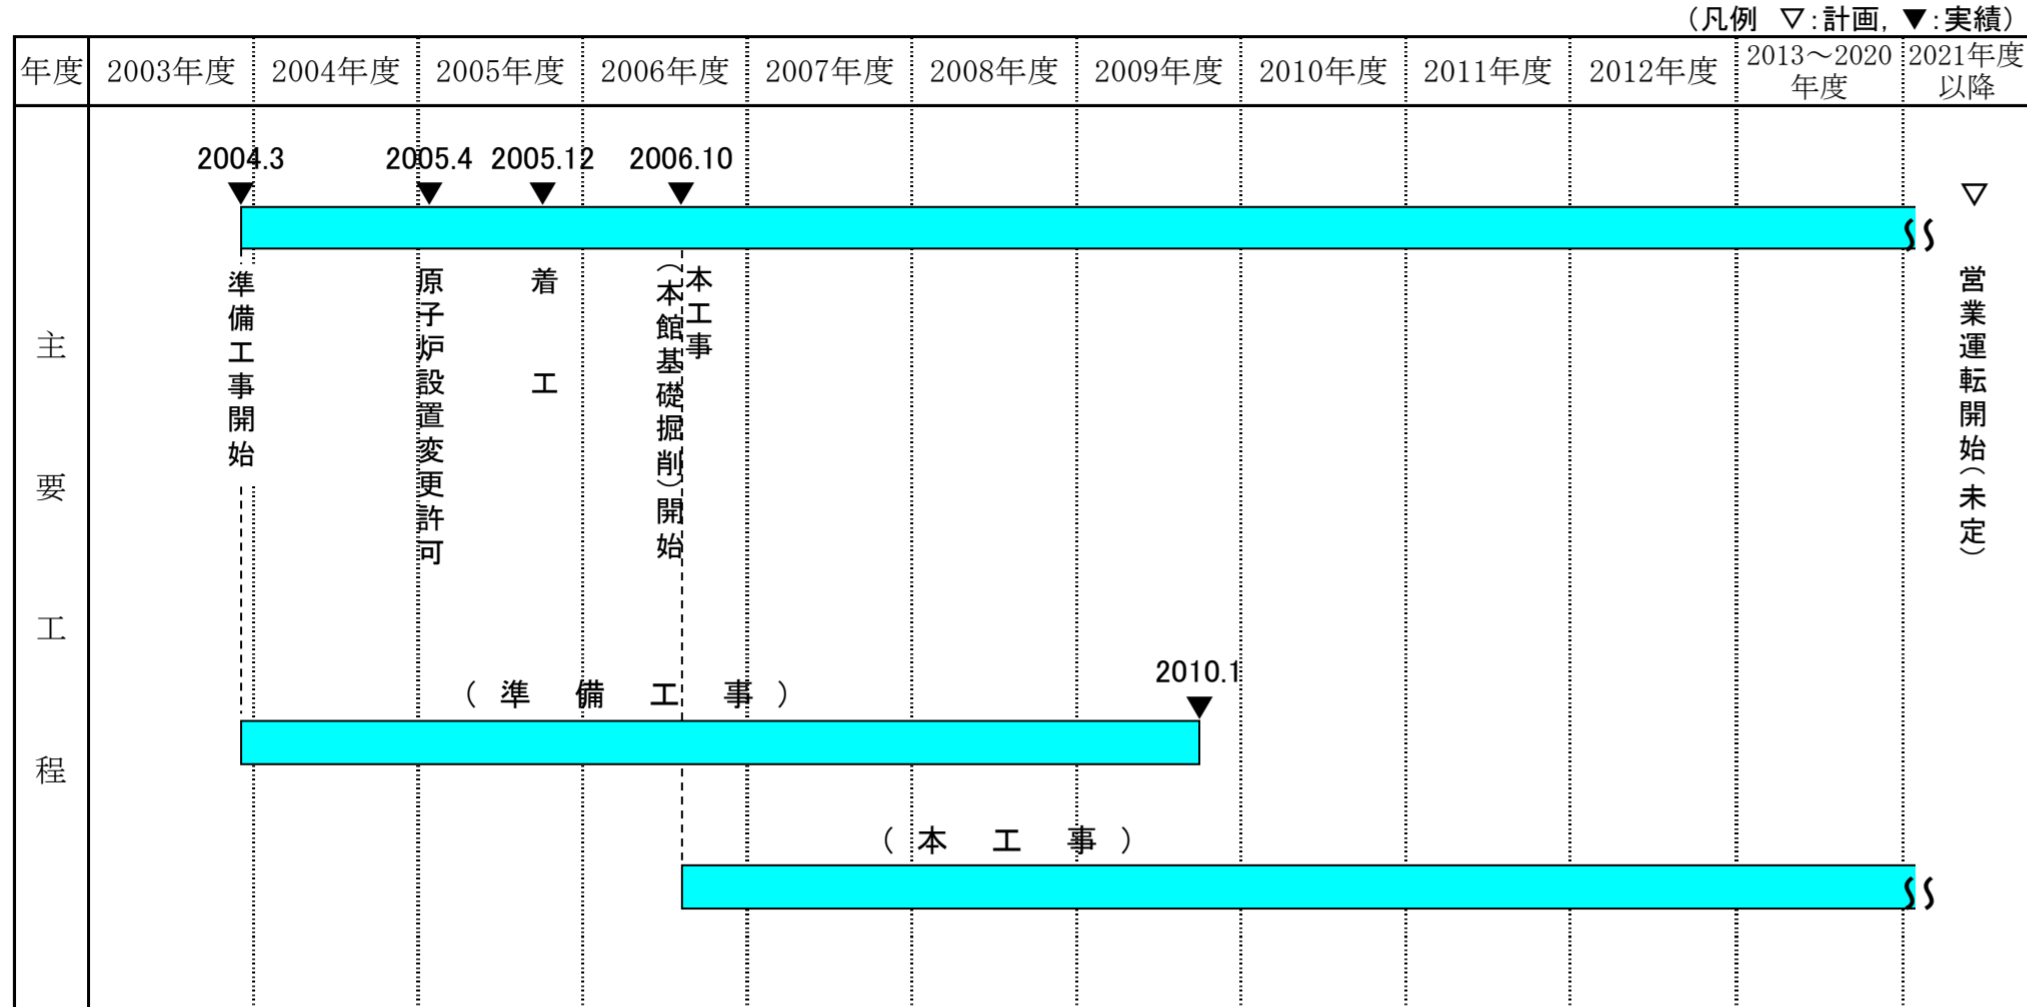 (凡例 ▽:計画, ▼:実績)
年度 2003年度 2004年度 2005年度 2006年度 2007年度 2008年度 2009年度 2010年度 2011年度 2012年度 2013～2020年度 2021年度以降
主要工程
2004.3 2005.4 2005.12 2006.10
準備工事開始
原子炉設置変更許可
着工
本工事
(本館基礎掘削)開始
営業運転開始(未定)
2010.1
(準備工事)
(本工事)